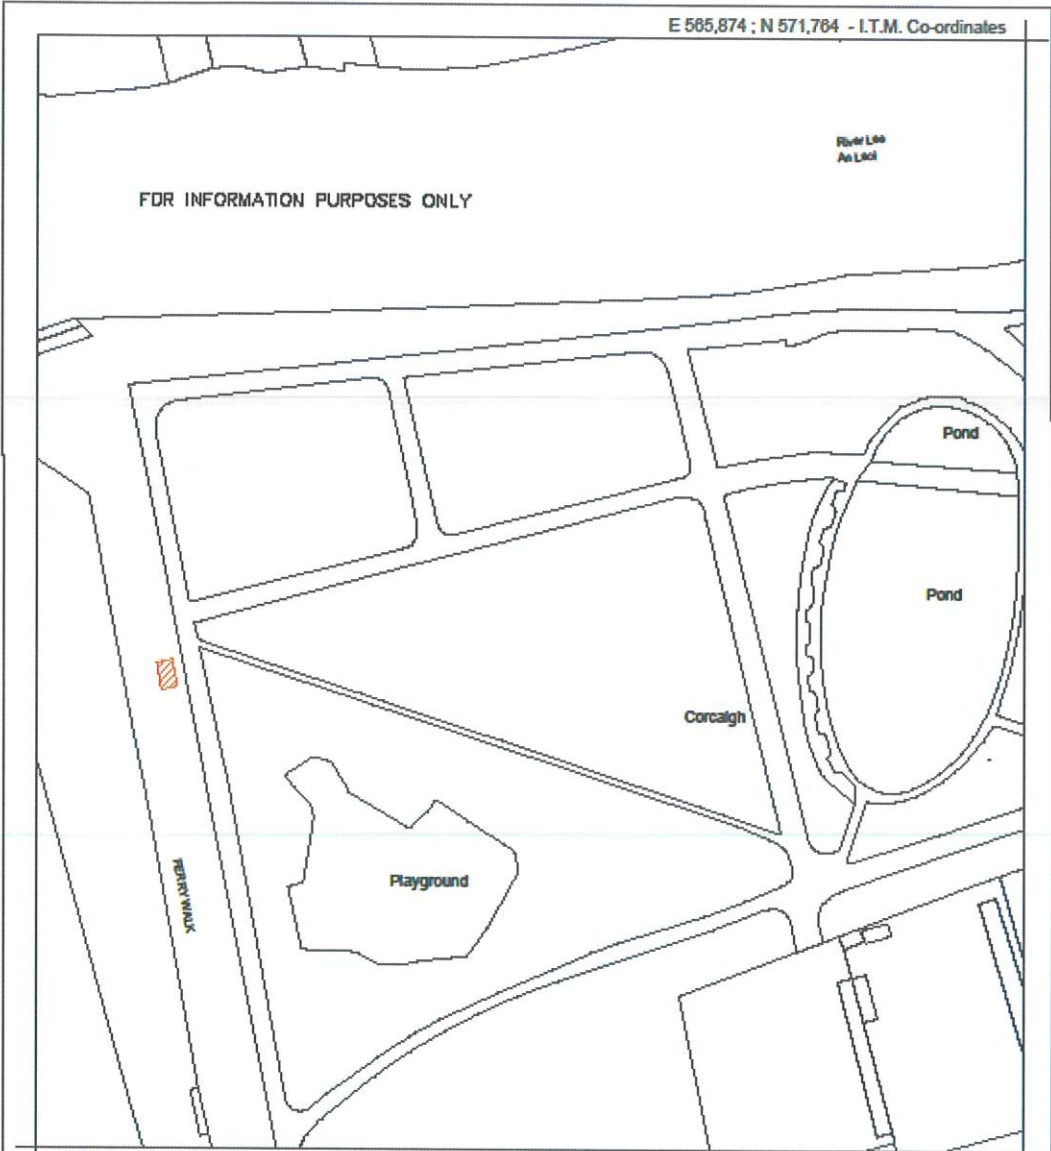 E 565,874 ; N 571,764 - I.T.M. Co-ordinates
River Lee
An Laoi
FOR INFORMATION PURPOSES ONLY
Pond
Pond
Corcaigh
FERRY WALK
Playground